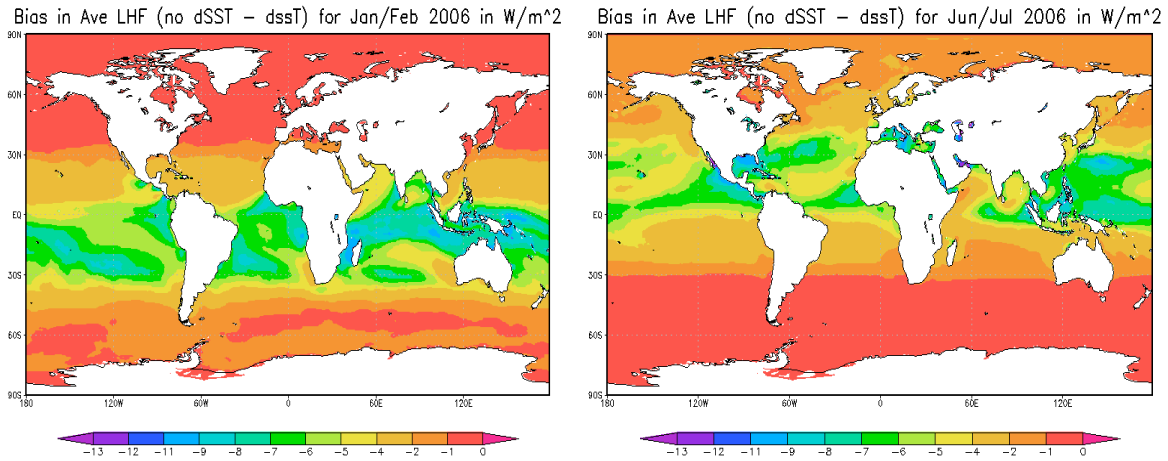 Bias in Ave LHF (no dSST - dssT) for Jan/Feb 2006 in W/m^2
90N
60N
30N
EQ
30S
60S
90S
180 120W 60W 0 60E 120E
-13 -12 -11 -9 -8 -7 -6 -5 -4 -2 -1 0
Bias in Ave LHF (no dSST - dssT) for Jun/Jul 2006 in W/m^2
90N
60N
30N
EQ
30S
60S
90S
180 120W 60W 0 60E 120E
-13 -12 -11 -9 -8 -7 -6 -5 -4 -2 -1 0